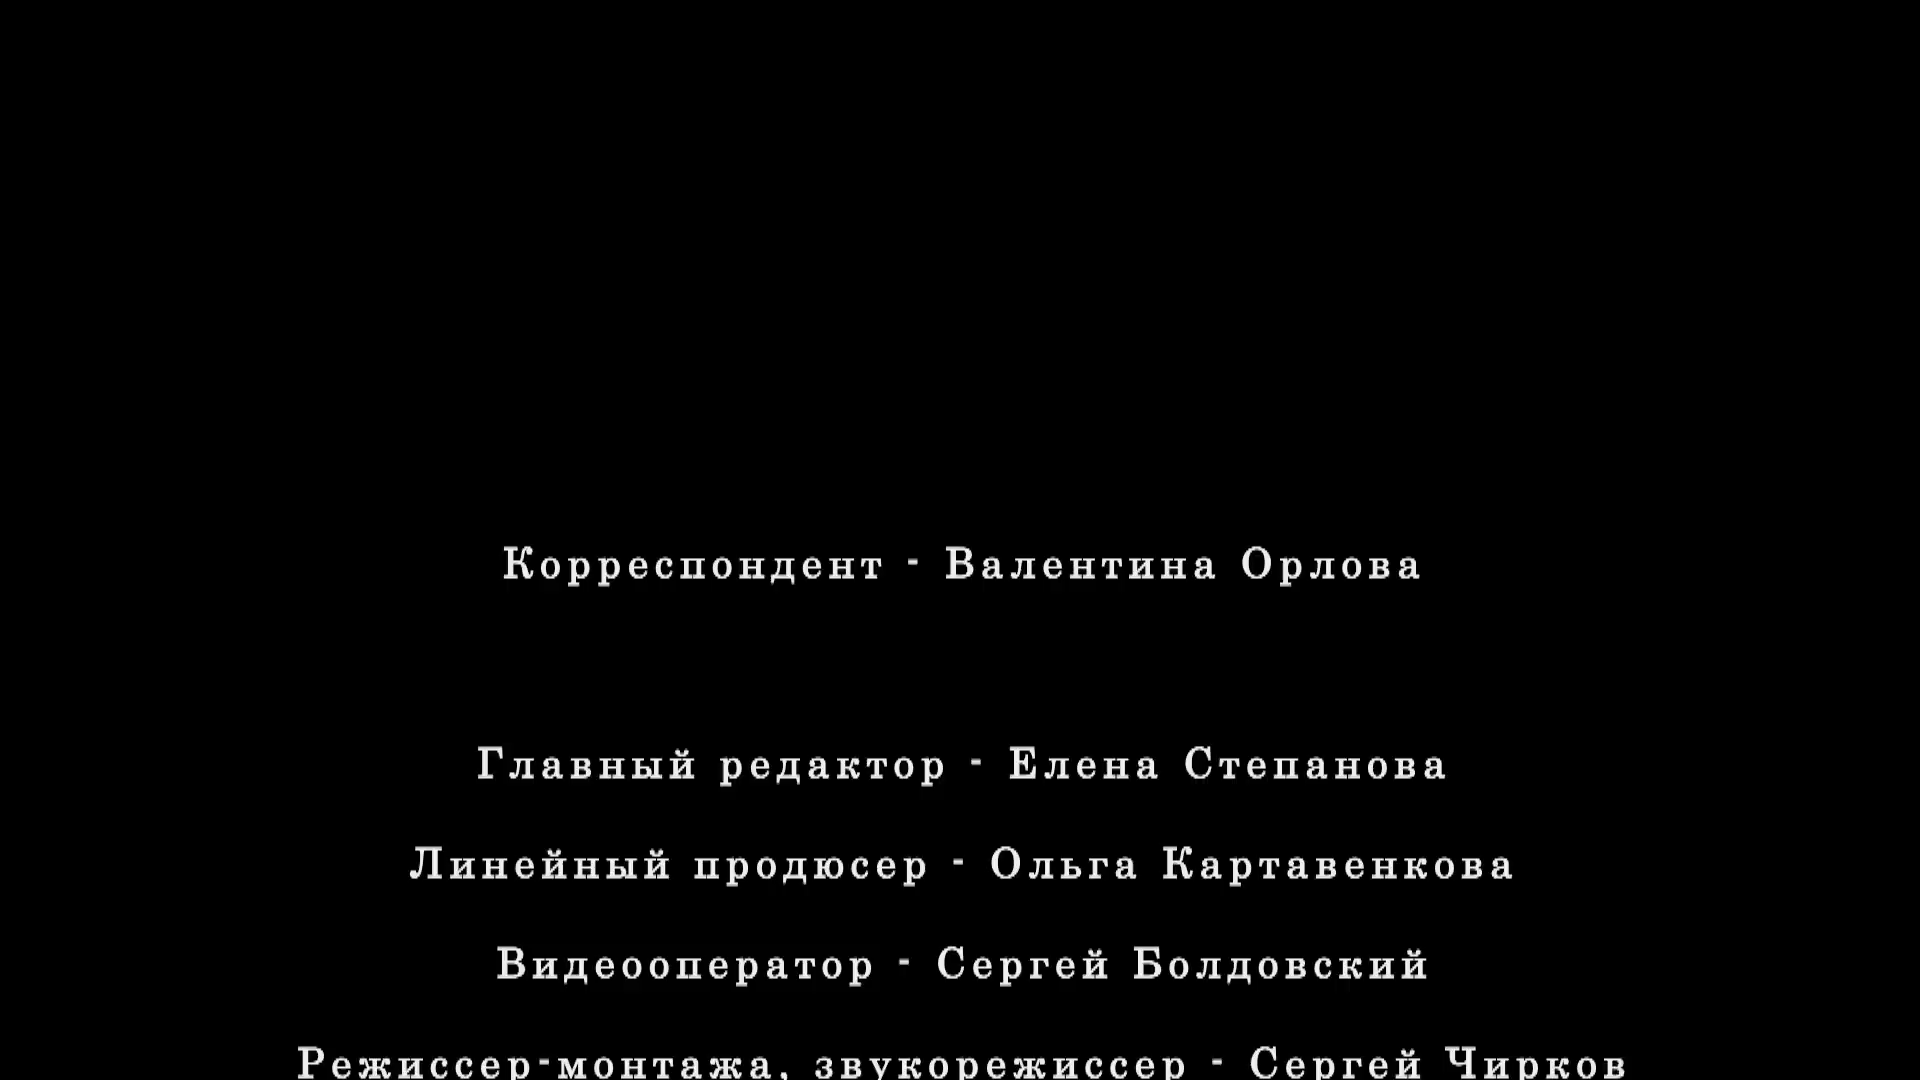 Корреспондент - Валентина Орлова
Главный редактор - Елена Степанова
Линейный продюсер - Ольга Картавенкова
Видеооператор - Сергей Болдовский
Режиссер-монтажа, звукорежиссер - Сергей Чирков